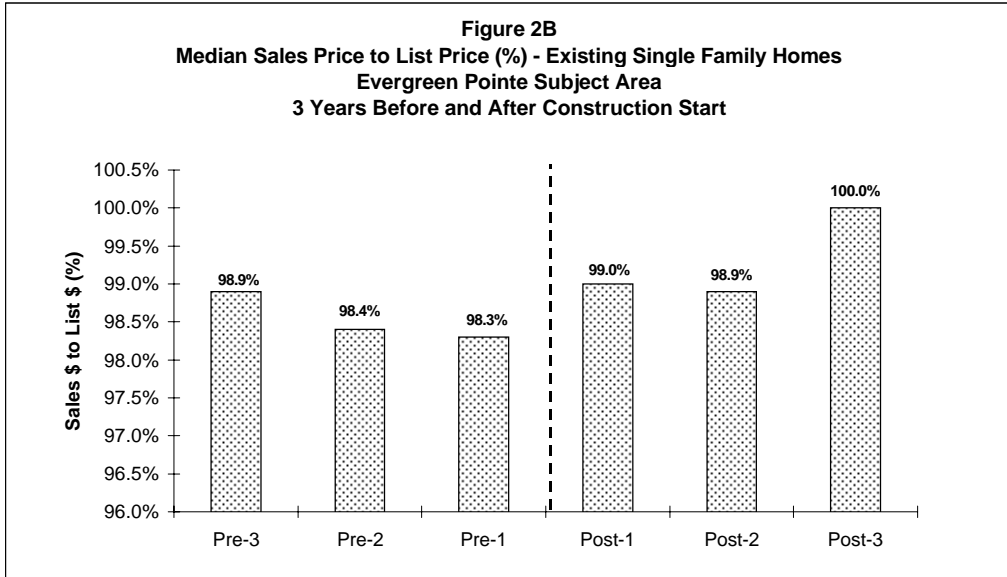 Figure 2B
Median Sales Price to List Price (%) - Existing Single Family Homes
Evergreen Pointe Subject Area
3 Years Before and After Construction Start
Sales $ to List $ (%)
100.5%
100.0%
99.5%
99.0%
98.5%
98.0%
97.5%
97.0%
96.5%
96.0%
98.9%
98.4%
98.3%
99.0%
98.9%
100.0%
Pre-3 Pre-2 Pre-1 Post-1 Post-2 Post-3